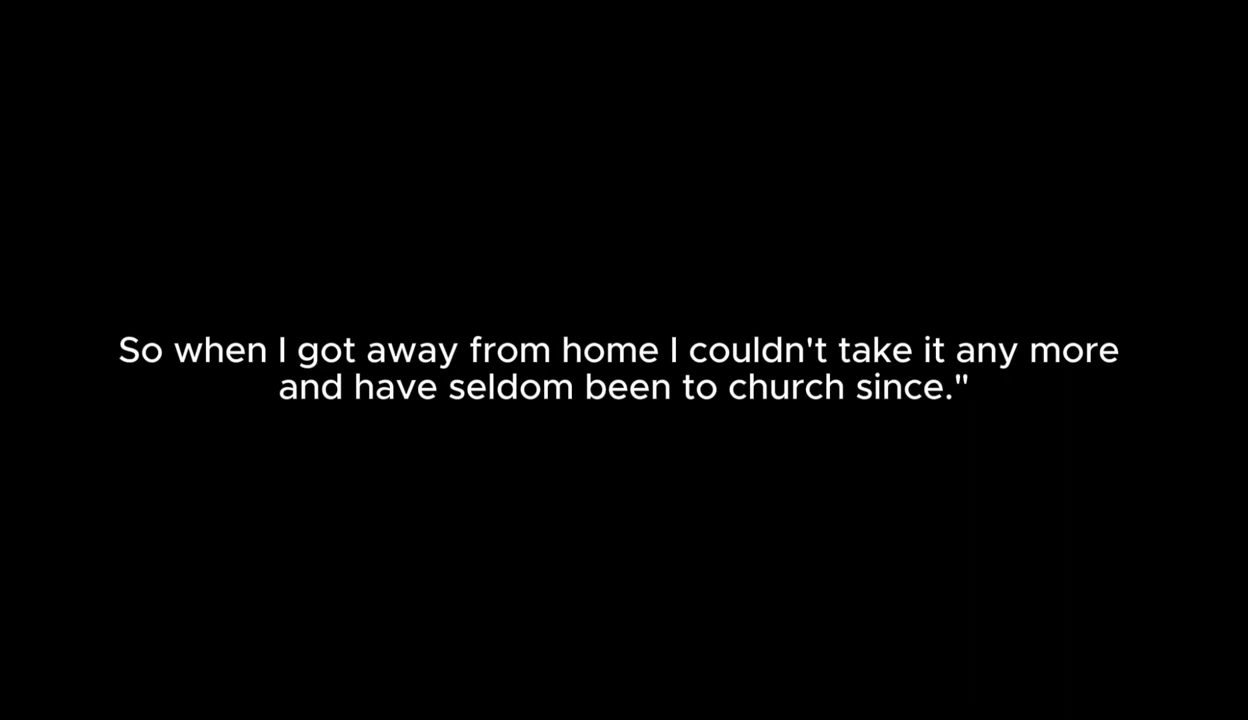 So when I got away from home I couldn't take it any more
and have seldom been to church since."